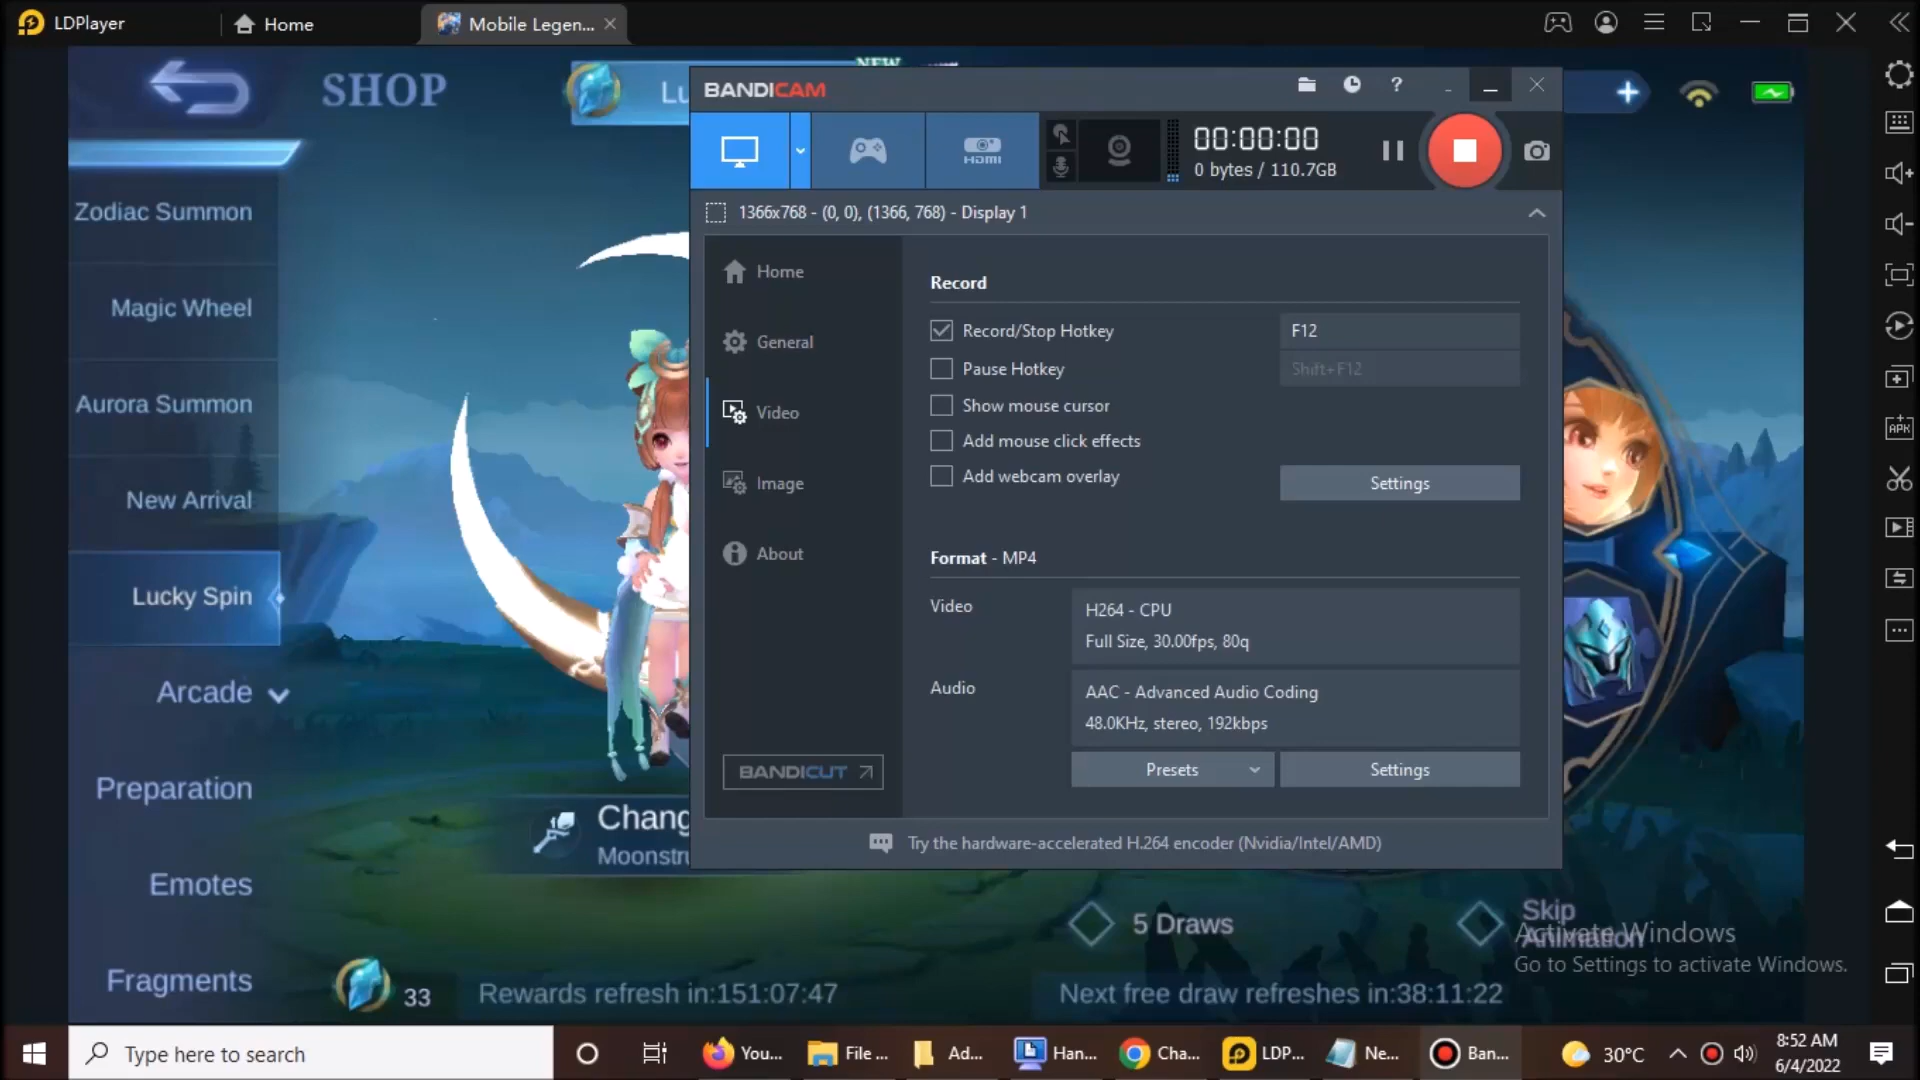 LDPlayer
Home
Mobile Legen...
SHOP
NEW
Lu
BANDICAM
HDMI
00:00:00
0 bytes / 110.7GB
1366x768 - (0, 0), (1366, 768) - Display 1
Zodiac Summon
Magic Wheel
Aurora Summon
New Arrival
Lucky Spin
Arcade
Preparation
Emotes
Fragments
Home
General
Video
Image
About
BANDICUT
Record
Record/Stop Hotkey
F12
Pause Hotkey
Shift+F12
Show mouse cursor
Add mouse click effects
Add webcam overlay
Settings
Format - MP4
Video
H264 - CPU
Full Size, 30.00fps, 80q
Audio
AAC - Advanced Audio Coding
48.0KHz, stereo, 192kbps
Presets
Settings
Try the hardware-accelerated H.264 encoder (Nvidia/Intel/AMD)
Chang
Moonstru
5 Draws
Skip
Animation
Activate Windows
Go to Settings to activate Windows.
33
Rewards refresh in:151:07:47
Next free draw refreshes in:38:11:22
APK
Type here to search
You...
File ...
Ad...
Han...
Cha...
LDP...
Ne...
Ban...
30°C
8:52 AM
6/4/2022